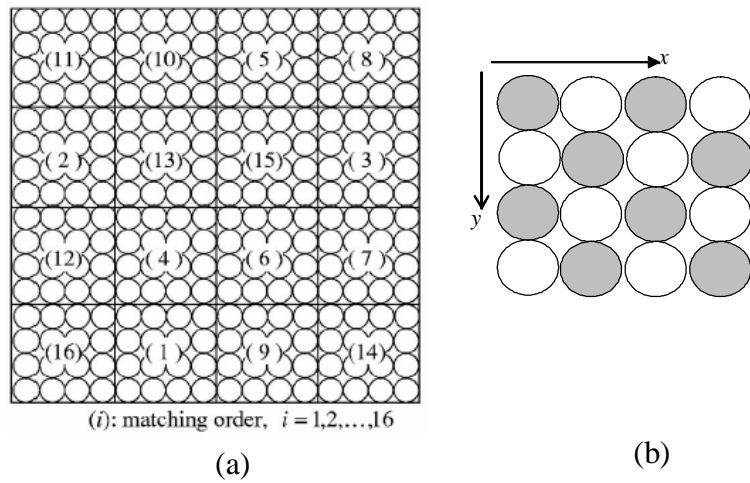 (11) (10) (5) (8)
(2) (13) (15) (3)
(12) (4) (6) (7)
(16) (1) (9) (14)
(i): matching order, i = 1,2,...,16
(a)
x
y
(b)